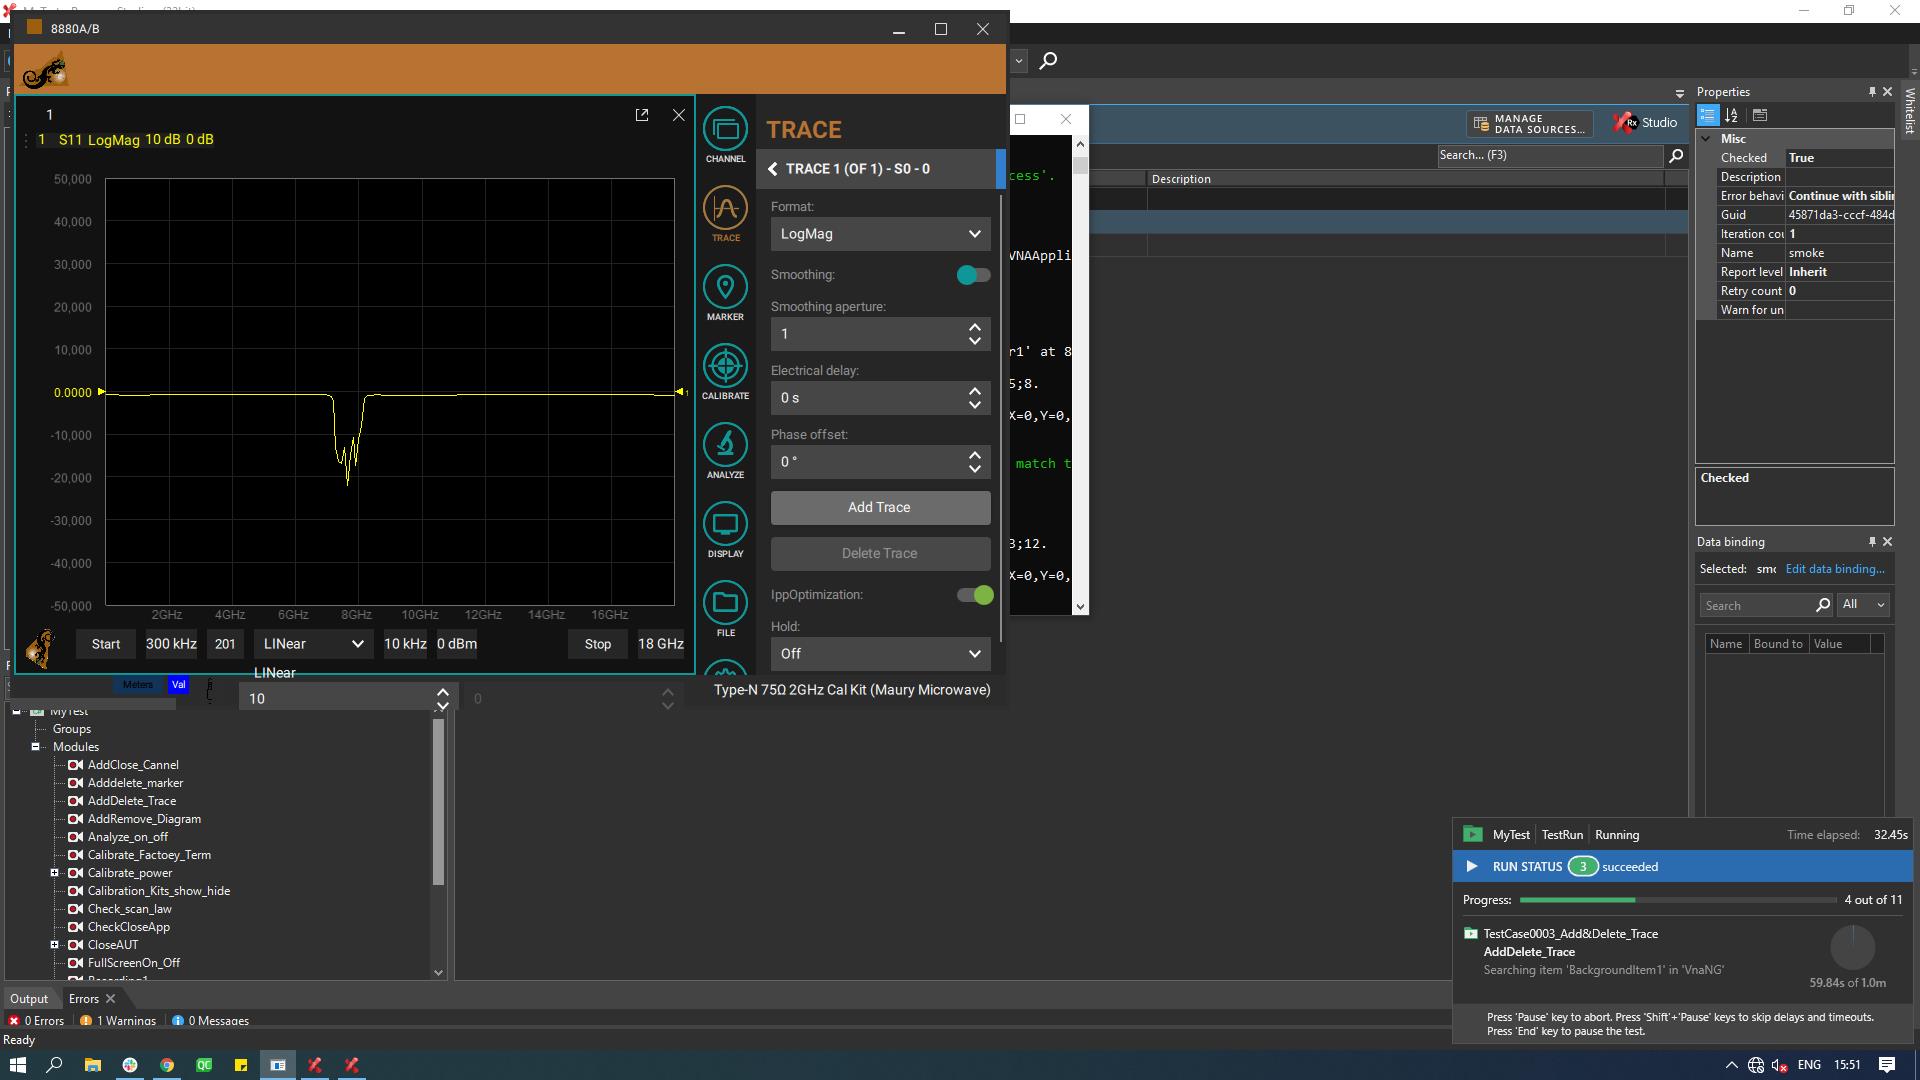 8880A/B
1
1 S11 LogMag 10 dB 0 dB
50,000
40,000
30,000
20,000
10,000
0.0000
-10,000
-20,000
-30,000
-40,000
-50,000
1
2GHz 4GHz 6GHz 8GHz 10GHz 12GHz 14GHz 16GHz
Start 300 kHz 201 LINear 10 kHz 0 dBm Stop 18 GHz
LINear
Meters Val
10
0
Type-N 75Ω 2GHz Cal Kit (Maury Microwave)
CHANNEL
TRACE
MARKER
CALIBRATE
ANALYZE
DISPLAY
FILE
TRACE
TRACE 1 (OF 1) - S0 - 0
Format:
LogMag
Smoothing:
Smoothing aperture:
1
Electrical delay:
0 s
Phase offset:
0 °
Add Trace
Delete Trace
IppOptimization:
Hold:
Off
cess'.
VNAAppli
r1' at 8
5;8.
X=0,Y=0,
match t
3;12.
X=0,Y=0,
MANAGE
DATA SOURCES...
Rx Studio
Search... (F3)
Description
Properties
Whitelist
Misc
Checked True
Description
Error behavi Continue with siblin
Guid 45871da3-cccf-484d
Iteration cou 1
Name smoke
Report level Inherit
Retry count 0
Warn for un
Checked
Data binding
Selected: smo Edit data binding...
Search All
Name Bound to Value
MyTest
Groups
Modules
AddClose_Cannel
Adddelete_marker
AddDelete_Trace
AddRemove_Diagram
Analyze_on_off
Calibrate_Factoey_Term
Calibrate_power
Calibration_Kits_show_hide
Check_scan_law
CheckCloseApp
CloseAUT
FullScreenOn_Off
Output Errors
0 Errors 1 Warnings 0 Messages
Ready
MyTest TestRun Running Time elapsed: 32.45s
RUN STATUS 3 succeeded
Progress: 4 out of 11
TestCase0003_Add&Delete_Trace
AddDelete_Trace
Searching item 'BackgroundItem1' in 'VnaNG'
59.84s of 1.0m
Press 'Pause' key to abort. Press 'Shift'+'Pause' keys to skip delays and timeouts.
Press 'End' key to pause the test.
QC
ENG 15:51